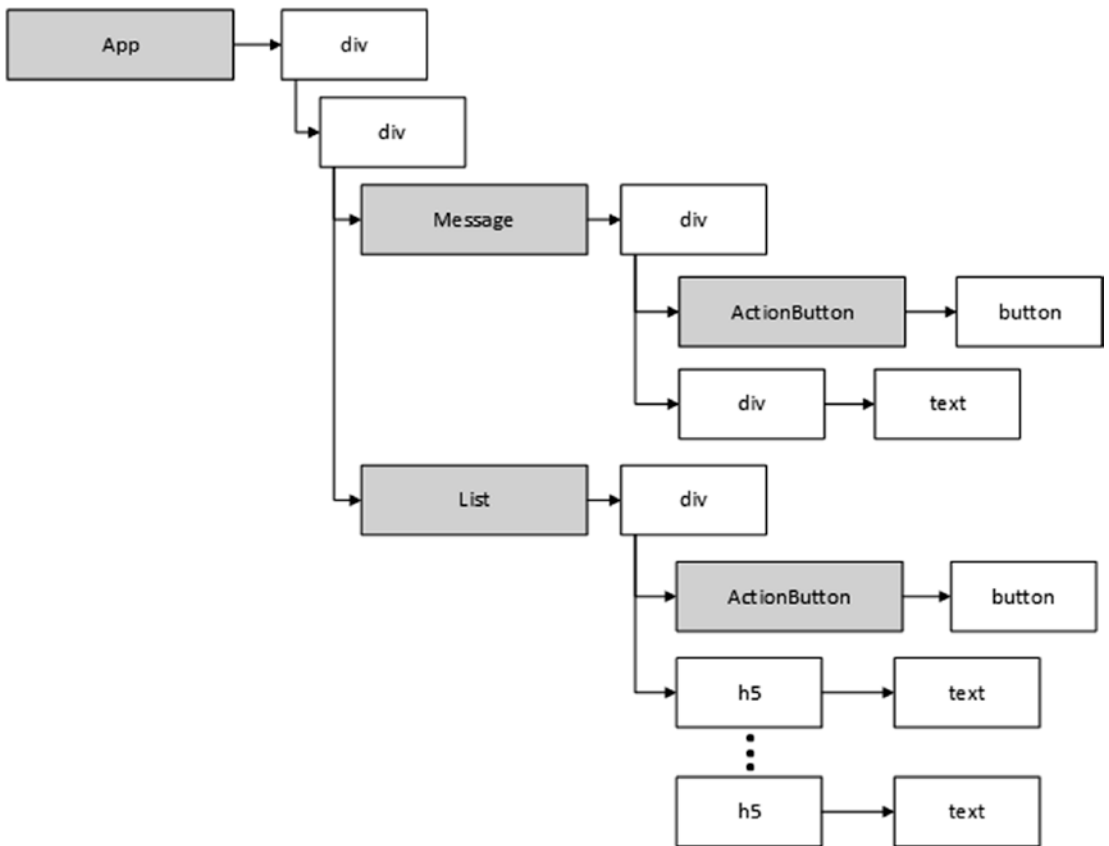 App
div
div
Message
div
ActionButton
button
div
text
List
div
ActionButton
button
h5
text
h5
text